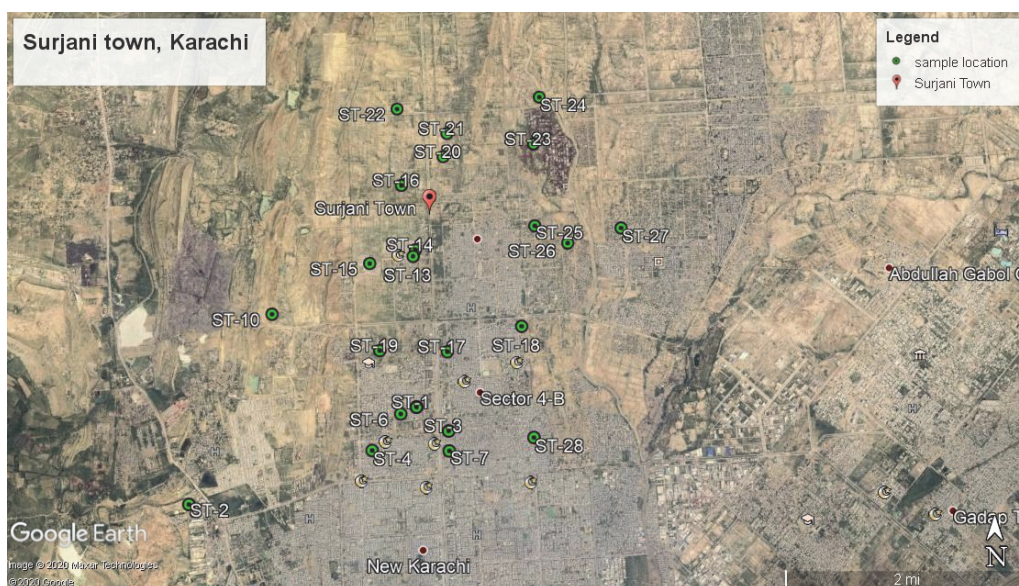 Surjani town, Karachi
Legend
sample location
Surjani Town
ST-22
ST-24
ST-21
ST-23
ST-20
ST-16
Surjani Town
ST-25
ST-27
ST-14
ST-26
ST-15
ST-13
Abdullah Gabol G
ST-10
ST-19
ST-17
ST-18
Sector 4-B
ST-1
ST-6
ST-3
ST-28
ST-4
ST-7
ST-2
Gadap T
Google Earth
N
New Karachi
Image © 2020 Maxar Technologies
© 2020 Google
2 mi